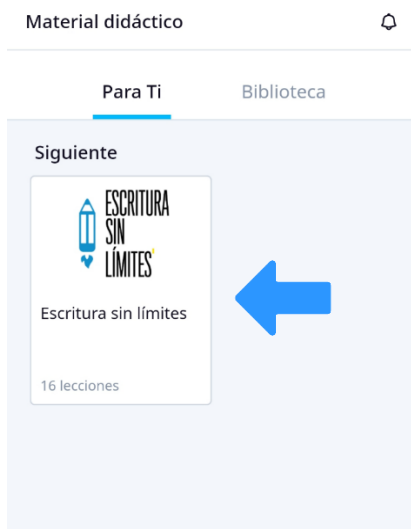 Material didáctico
Para Ti
Biblioteca
Siguiente
ESCRITURA
SIN
LÍMITES
Escritura sin límites
16 lecciones